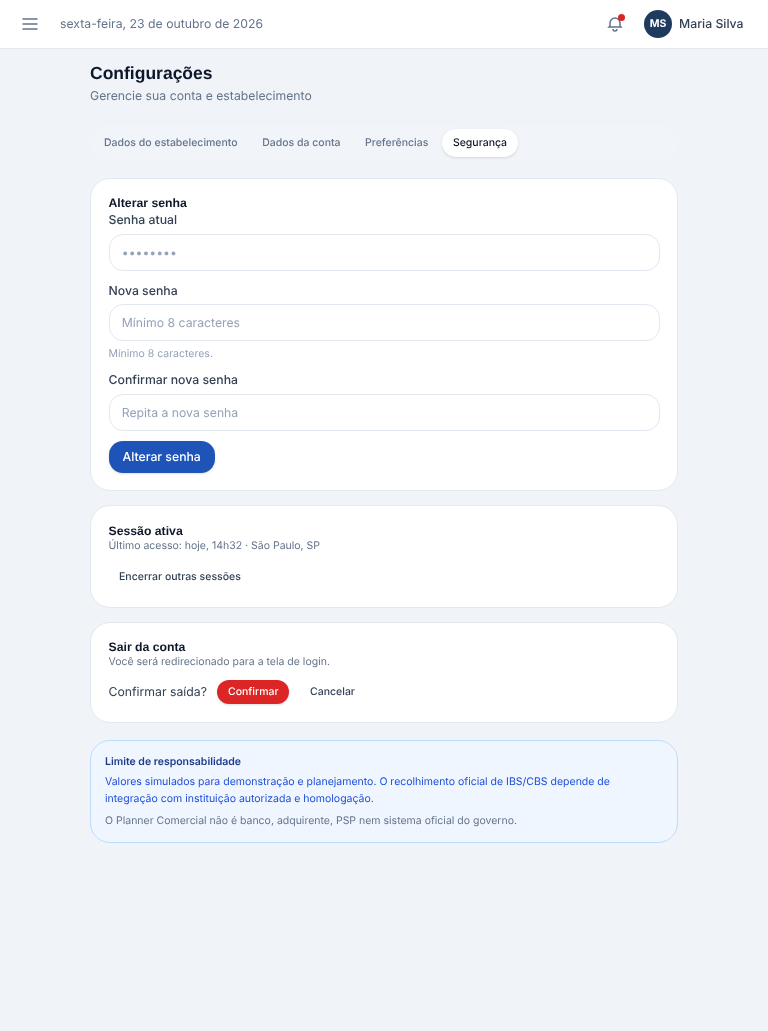 sexta-feira, 23 de outubro de 2026
MS
Maria Silva
Configurações
Gerencie sua conta e estabelecimento
Dados do estabelecimento
Dados da conta
Preferências
Segurança
Alterar senha
Senha atual
••••••••
Nova senha
Mínimo 8 caracteres
Mínimo 8 caracteres.
Confirmar nova senha
Repita a nova senha
Alterar senha
Sessão ativa
Último acesso: hoje, 14h32 · São Paulo, SP
Encerrar outras sessões
Sair da conta
Você será redirecionado para a tela de login.
Confirmar saída?
Confirmar
Cancelar
Limite de responsabilidade
Valores simulados para demonstração e planejamento. O recolhimento oficial de IBS/CBS depende de
integração com instituição autorizada e homologação.
O Planner Comercial não é banco, adquirente, PSP nem sistema oficial do governo.